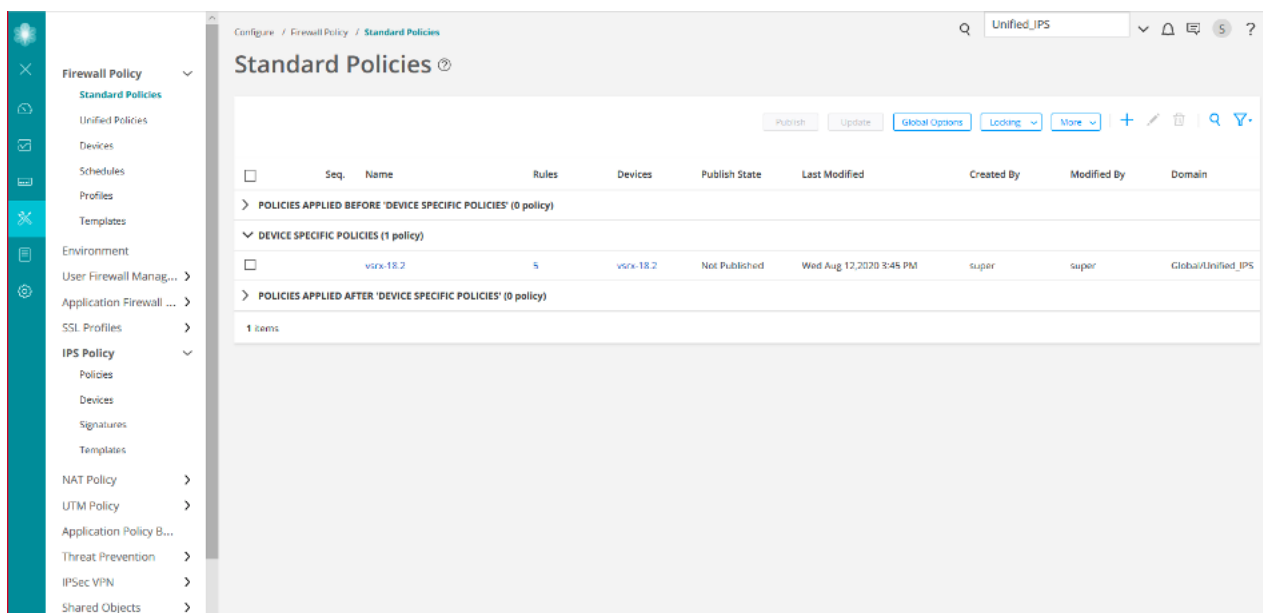 Configure / Firewall Policy / Standard Policies
Unified_IPS
S ?
Standard Policies
Firewall Policy
Standard Policies
Unified Policies
Devices
Schedules
Profiles
Templates
Environment
User Firewall Manag...
Application Firewall ...
SSL Profiles
IPS Policy
Policies
Devices
Signatures
Templates
NAT Policy
UTM Policy
Application Policy B...
Threat Prevention
IPSec VPN
Shared Objects
Publish Update Global Options Locking More
Seq. Name Rules Devices Publish State Last Modified Created By Modified By Domain
POLICIES APPLIED BEFORE 'DEVICE SPECIFIC POLICIES' (0 policy)
DEVICE SPECIFIC POLICIES (1 policy)
vsrx-18.2 5 vsrx-18.2 Not Published Wed Aug 12,2020 3:45 PM super super Global/Unified_IPS
POLICIES APPLIED AFTER 'DEVICE SPECIFIC POLICIES' (0 policy)
1 items